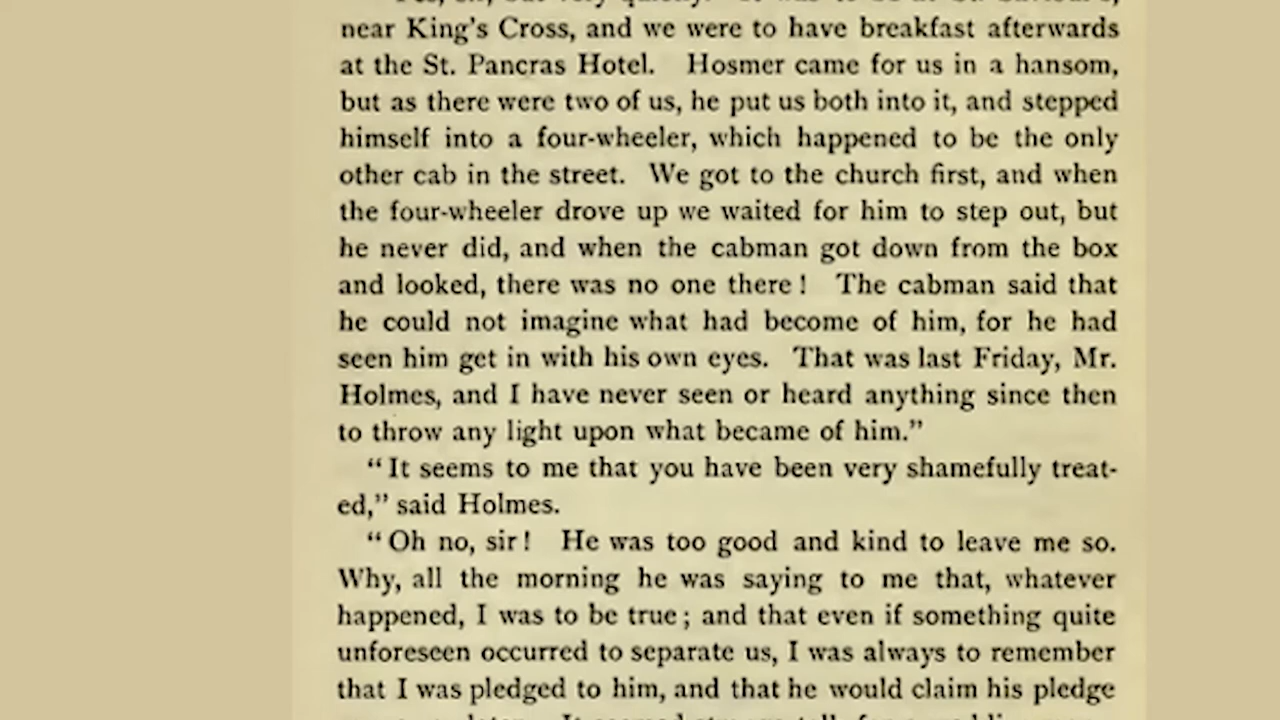 near King's Cross, and we were to have breakfast afterwards
at the St. Pancras Hotel. Hosmer came for us in a hansom,
but as there were two of us, he put us both into it, and stepped
himself into a four-wheeler, which happened to be the only
other cab in the street. We got to the church first, and when
the four-wheeler drove up we waited for him to step out, but
he never did, and when the cabman got down from the box
and looked, there was no one there! The cabman said that
he could not imagine what had become of him, for he had
seen him get in with his own eyes. That was last Friday, Mr.
Holmes, and I have never seen or heard anything since then
to throw any light upon what became of him.”
“It seems to me that you have been very shamefully treat-
ed,” said Holmes.
“Oh no, sir! He was too good and kind to leave me so.
Why, all the morning he was saying to me that, whatever
happened, I was to be true; and that even if something quite
unforeseen occurred to separate us, I was always to remember
that I was pledged to him, and that he would claim his pledge